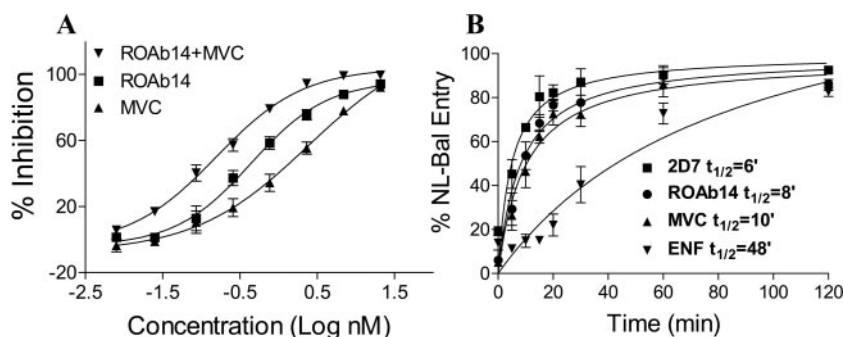 A
ROAb14+MVC
ROAb14
MVC
% Inhibition
100
60
20
-20
-2.5
-1.5
-0.5
0.5
1.5
Concentration (Log nM)
B
% NL-Bal Entry
100
80
60
40
20
0
2D7 t1/2=6'
ROAb14 t1/2=8'
MVC t1/2=10'
ENF t1/2=48'
0
20
40
60
80
100
120
Time (min)